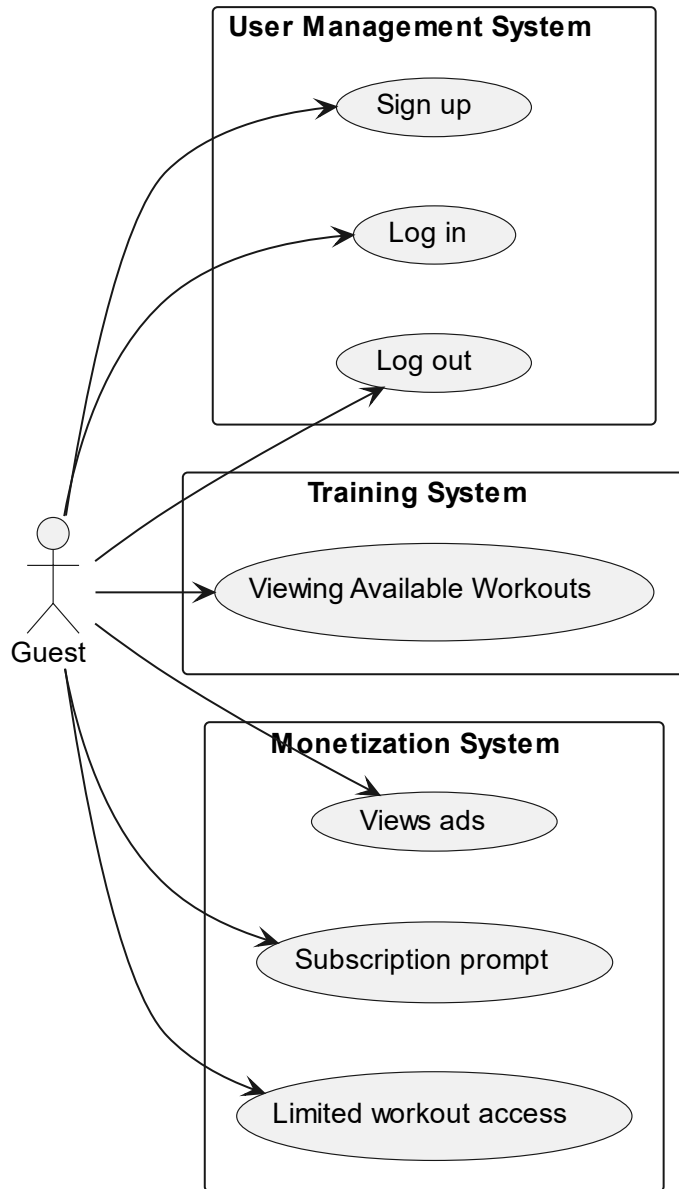 User Management System
Sign up
Log in
Log out
Training System
Viewing Available Workouts
Guest
Monetization System
Views ads
Subscription prompt
Limited workout access